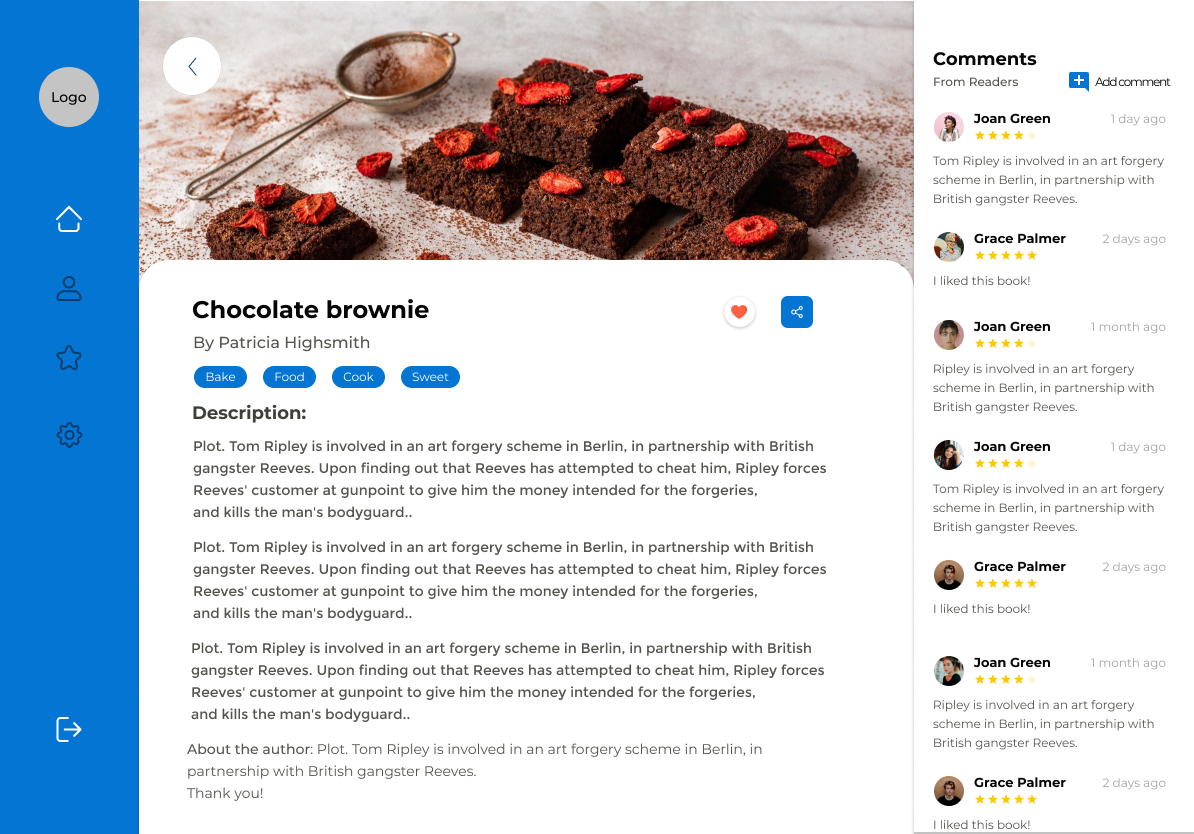 Logo
Chocolate brownie
By Patricia Highsmith
Bake Food Cook Sweet
Description:
Plot. Tom Ripley is involved in an art forgery scheme in Berlin, in partnership with British
gangster Reeves. Upon finding out that Reeves has attempted to cheat him, Ripley forces
Reeves' customer at gunpoint to give him the money intended for the forgeries,
and kills the man's bodyguard..
Plot. Tom Ripley is involved in an art forgery scheme in Berlin, in partnership with British
gangster Reeves. Upon finding out that Reeves has attempted to cheat him, Ripley forces
Reeves' customer at gunpoint to give him the money intended for the forgeries,
and kills the man's bodyguard..
Plot. Tom Ripley is involved in an art forgery scheme in Berlin, in partnership with British
gangster Reeves. Upon finding out that Reeves has attempted to cheat him, Ripley forces
Reeves' customer at gunpoint to give him the money intended for the forgeries,
and kills the man's bodyguard..
About the author: Plot. Tom Ripley is involved in an art forgery scheme in Berlin, in
partnership with British gangster Reeves.
Thank you!
Comments
From Readers Add comment
Joan Green 1 day ago
Tom Ripley is involved in an art forgery
scheme in Berlin, in partnership with
British gangster Reeves.
Grace Palmer 2 days ago
I liked this book!
Joan Green 1 month ago
Ripley is involved in an art forgery
scheme in Berlin, in partnership with
British gangster Reeves.
Joan Green 1 day ago
Tom Ripley is involved in an art forgery
scheme in Berlin, in partnership with
British gangster Reeves.
Grace Palmer 2 days ago
I liked this book!
Joan Green 1 month ago
Ripley is involved in an art forgery
scheme in Berlin, in partnership with
British gangster Reeves.
Grace Palmer 2 days ago
I liked this book!